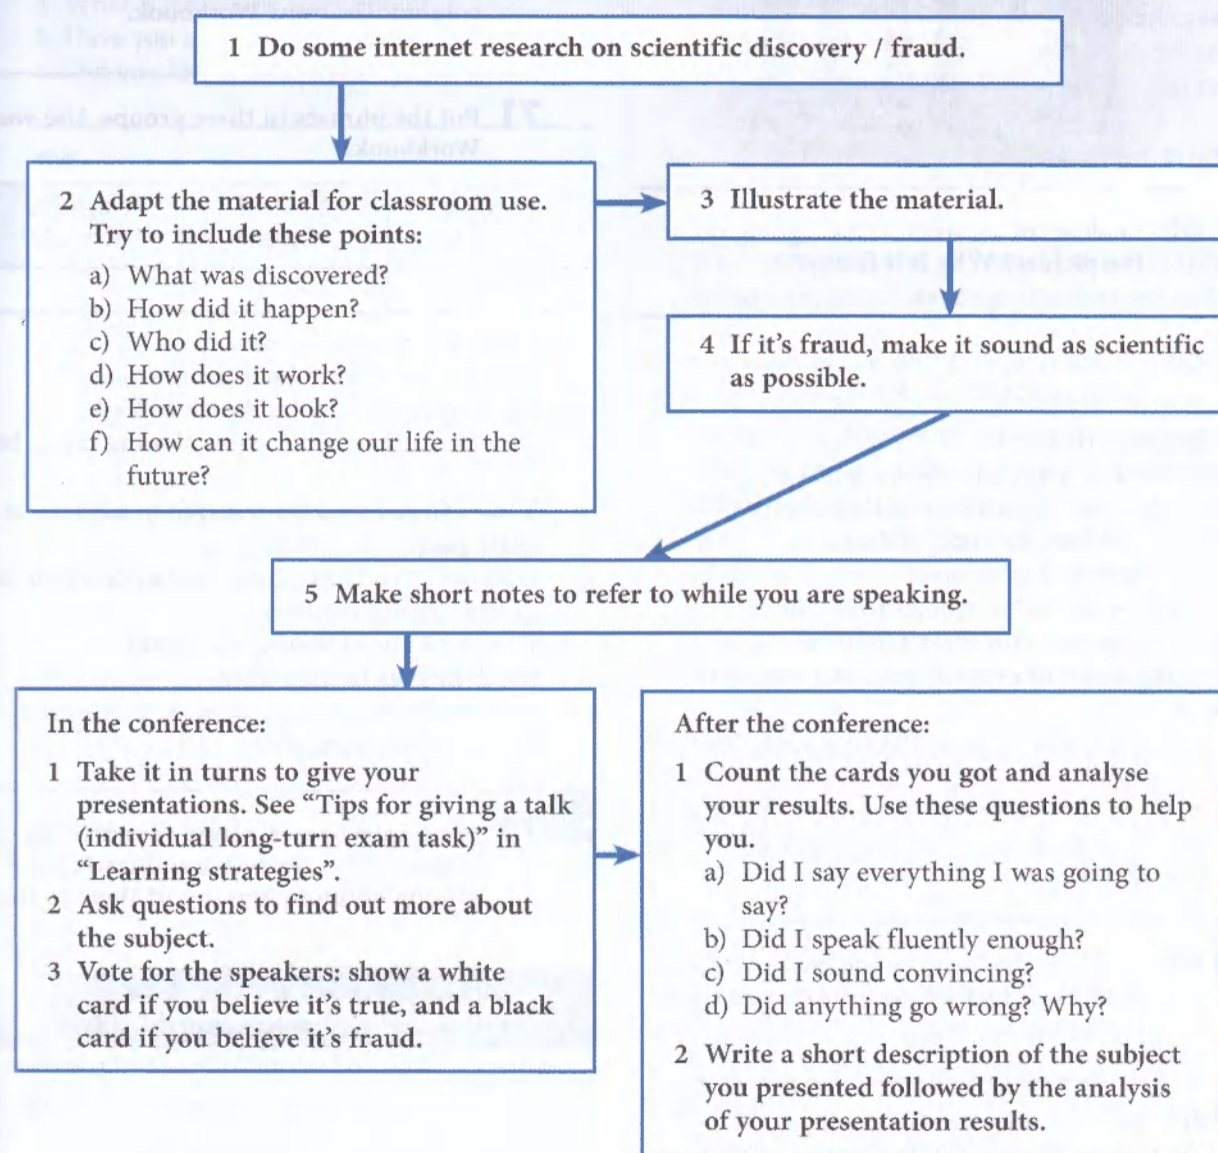 1 Do some internet research on scientific discovery / fraud.
71 Put the phrases in three groups. Use
Workbook.
2 Adapt the material for classroom use.
Try to include these points:
a) What was discovered?
b) How did it happen?
c) Who did it?
d) How does it work?
e) How does it look?
f) How can it change our life in the
future?
3 Illustrate the material.
4 If it's fraud, make it sound as scientific
as possible.
5 Make short notes to refer to while you are speaking.
In the conference:
1 Take it in turns to give your
presentations. See “Tips for giving a talk
(individual long-turn exam task)” in
“Learning strategies”.
2 Ask questions to find out more about
the subject.
3 Vote for the speakers: show a white
card if you believe it's true, and a black
card if you believe it's fraud.
After the conference:
1 Count the cards you got and analyse
your results. Use these questions to help
you.
a) Did I say everything I was going to
say?
b) Did I speak fluently enough?
c) Did I sound convincing?
d) Did anything go wrong? Why?
2 Write a short description of the subject
you presented followed by the analysis
of your presentation results.